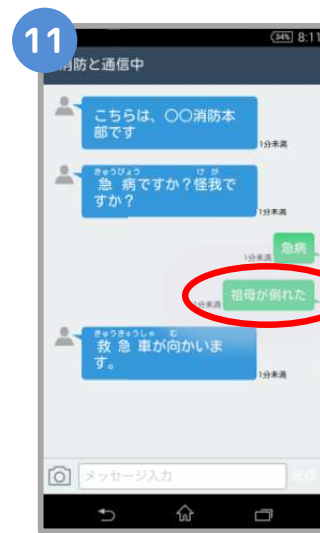 11
34% 8:11
消防と通信中
こちらは、〇〇消防本
部です
1分未満
きゅうびょう けが
急病ですか？怪我で
すか？
1分未満
急病
1分未満
祖母が倒れた
1分未満
きゅうきゅうしゃ む
救急車が向かいま
す。
1分未満
メッセージ入力
送信